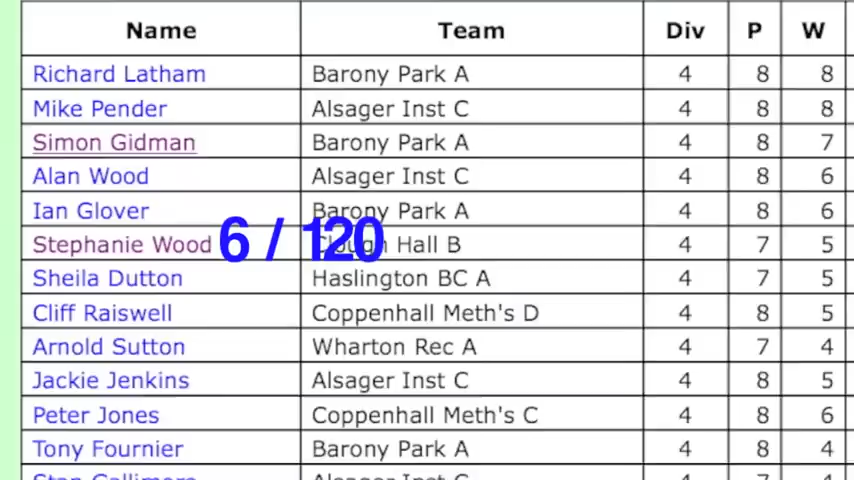 Name Team Div P W
Richard Latham Barony Park A 4 8 8
Mike Pender Alsager Inst C 4 8 8
Simon Gidman Barony Park A 4 8 7
Alan Wood Alsager Inst C 4 8 6
Ian Glover Barony Park A 4 8 6
Stephanie Wood Clough Hall B 4 7 5
6 / 120
Sheila Dutton Haslington BC A 4 7 5
Cliff Raiswell Coppenhall Meth's D 4 8 5
Arnold Sutton Wharton Rec A 4 7 4
Jackie Jenkins Alsager Inst C 4 8 5
Peter Jones Coppenhall Meth's C 4 8 6
Tony Fournier Barony Park A 4 8 4
Stan Gallimore Alsager Inst C 4 7 4